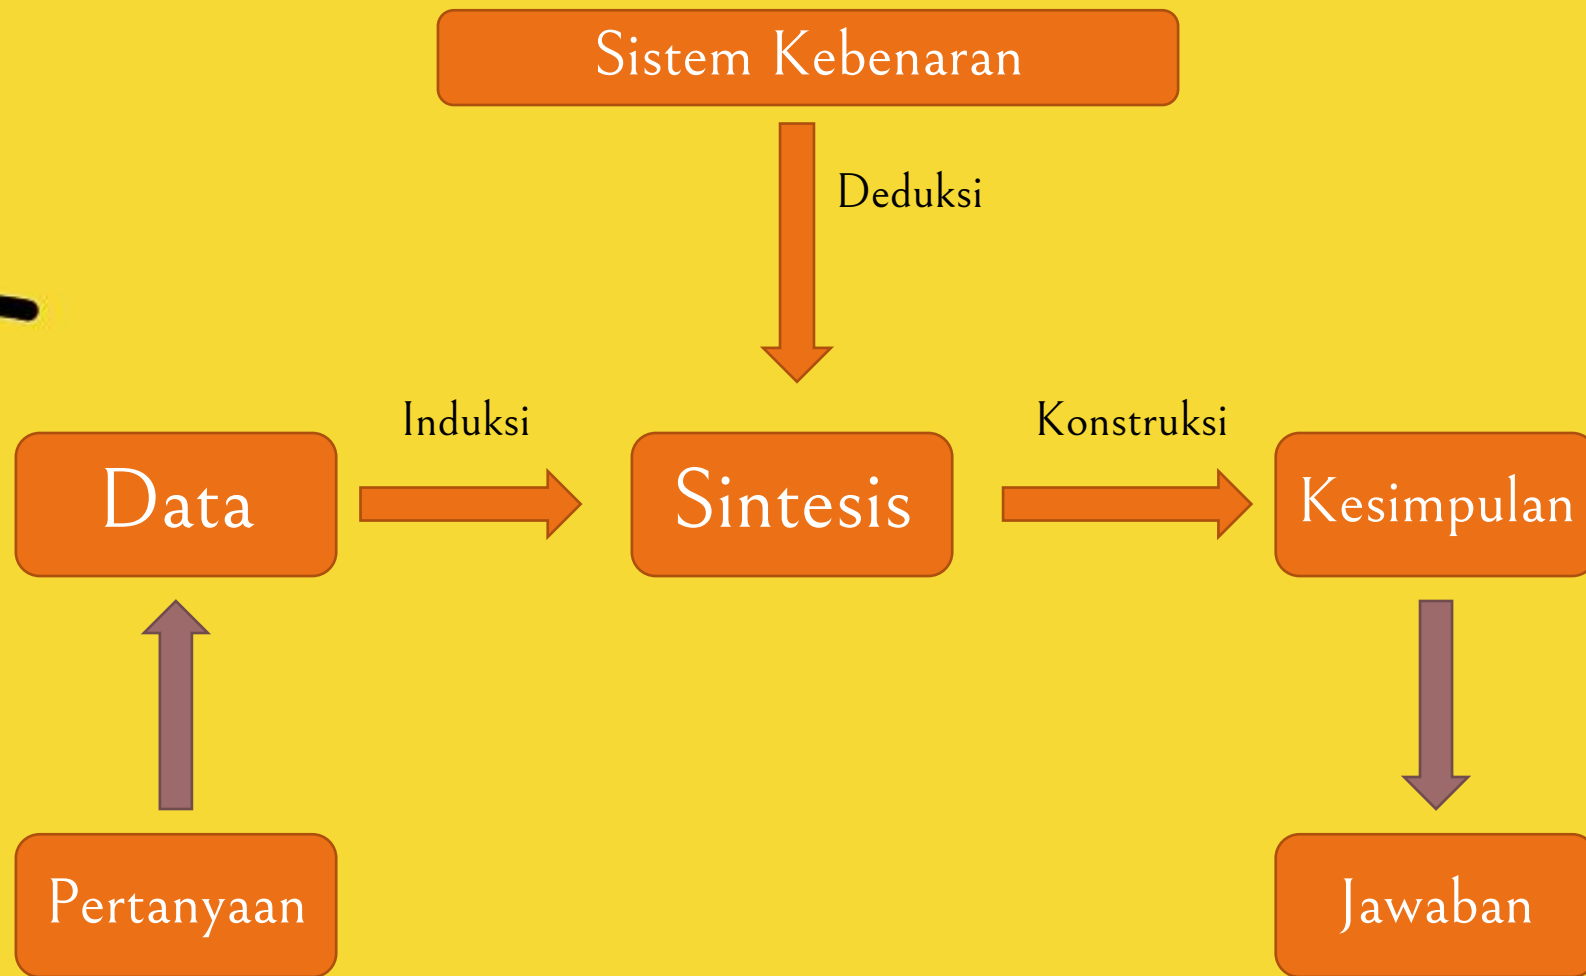 Sistem Kebenaran
Deduksi
Induksi
Konstruksi
Data
Sintesis
Kesimpulan
Pertanyaan
Jawaban